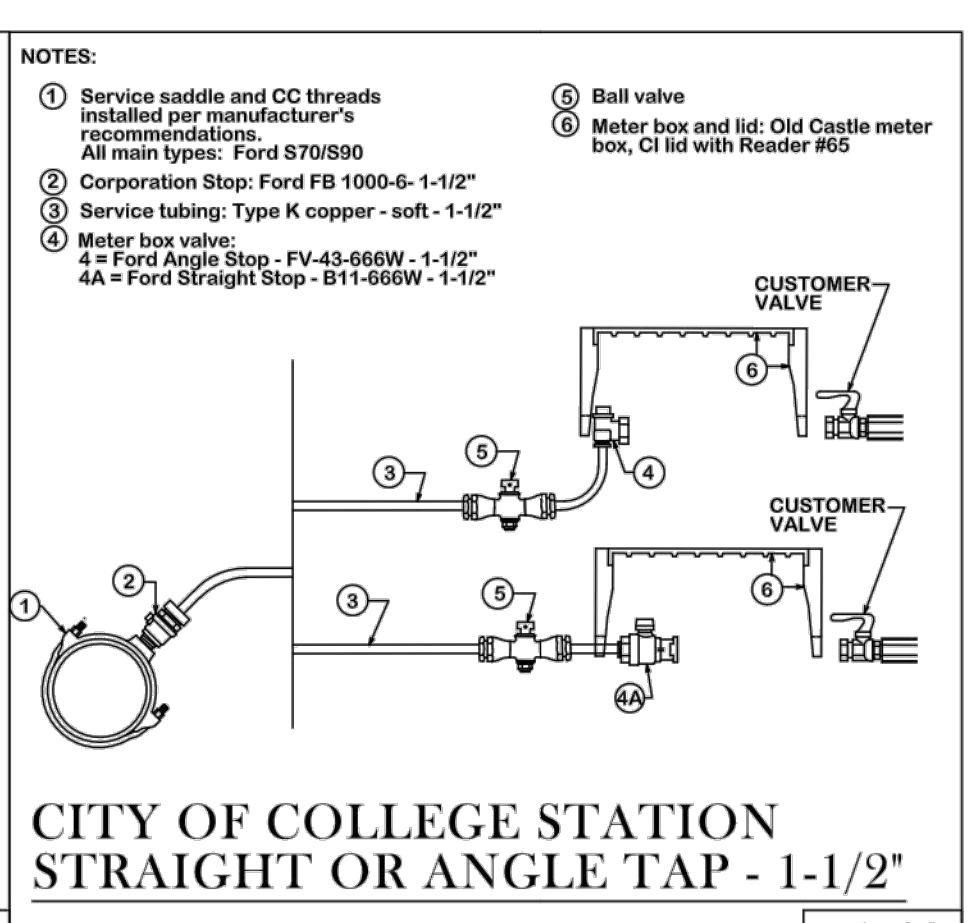 NOTES:
1 Service saddle and CC threads
installed per manufacturer's
recommendations.
All main types: Ford S70/S90
2 Corporation Stop: Ford FB 1000-6- 1-1/2"
3 Service tubing: Type K copper - soft - 1-1/2"
4 Meter box valve:
4 = Ford Angle Stop - FV-43-666W - 1-1/2"
4A = Ford Straight Stop - B11-666W - 1-1/2"
5 Ball valve
6 Meter box and lid: Old Castle meter
box, CI lid with Reader #65
CUSTOMER
VALVE
6
5
3
4
CUSTOMER
VALVE
2
1
3
5
6
4A
CITY OF COLLEGE STATION
STRAIGHT OR ANGLE TAP - 1-1/2"